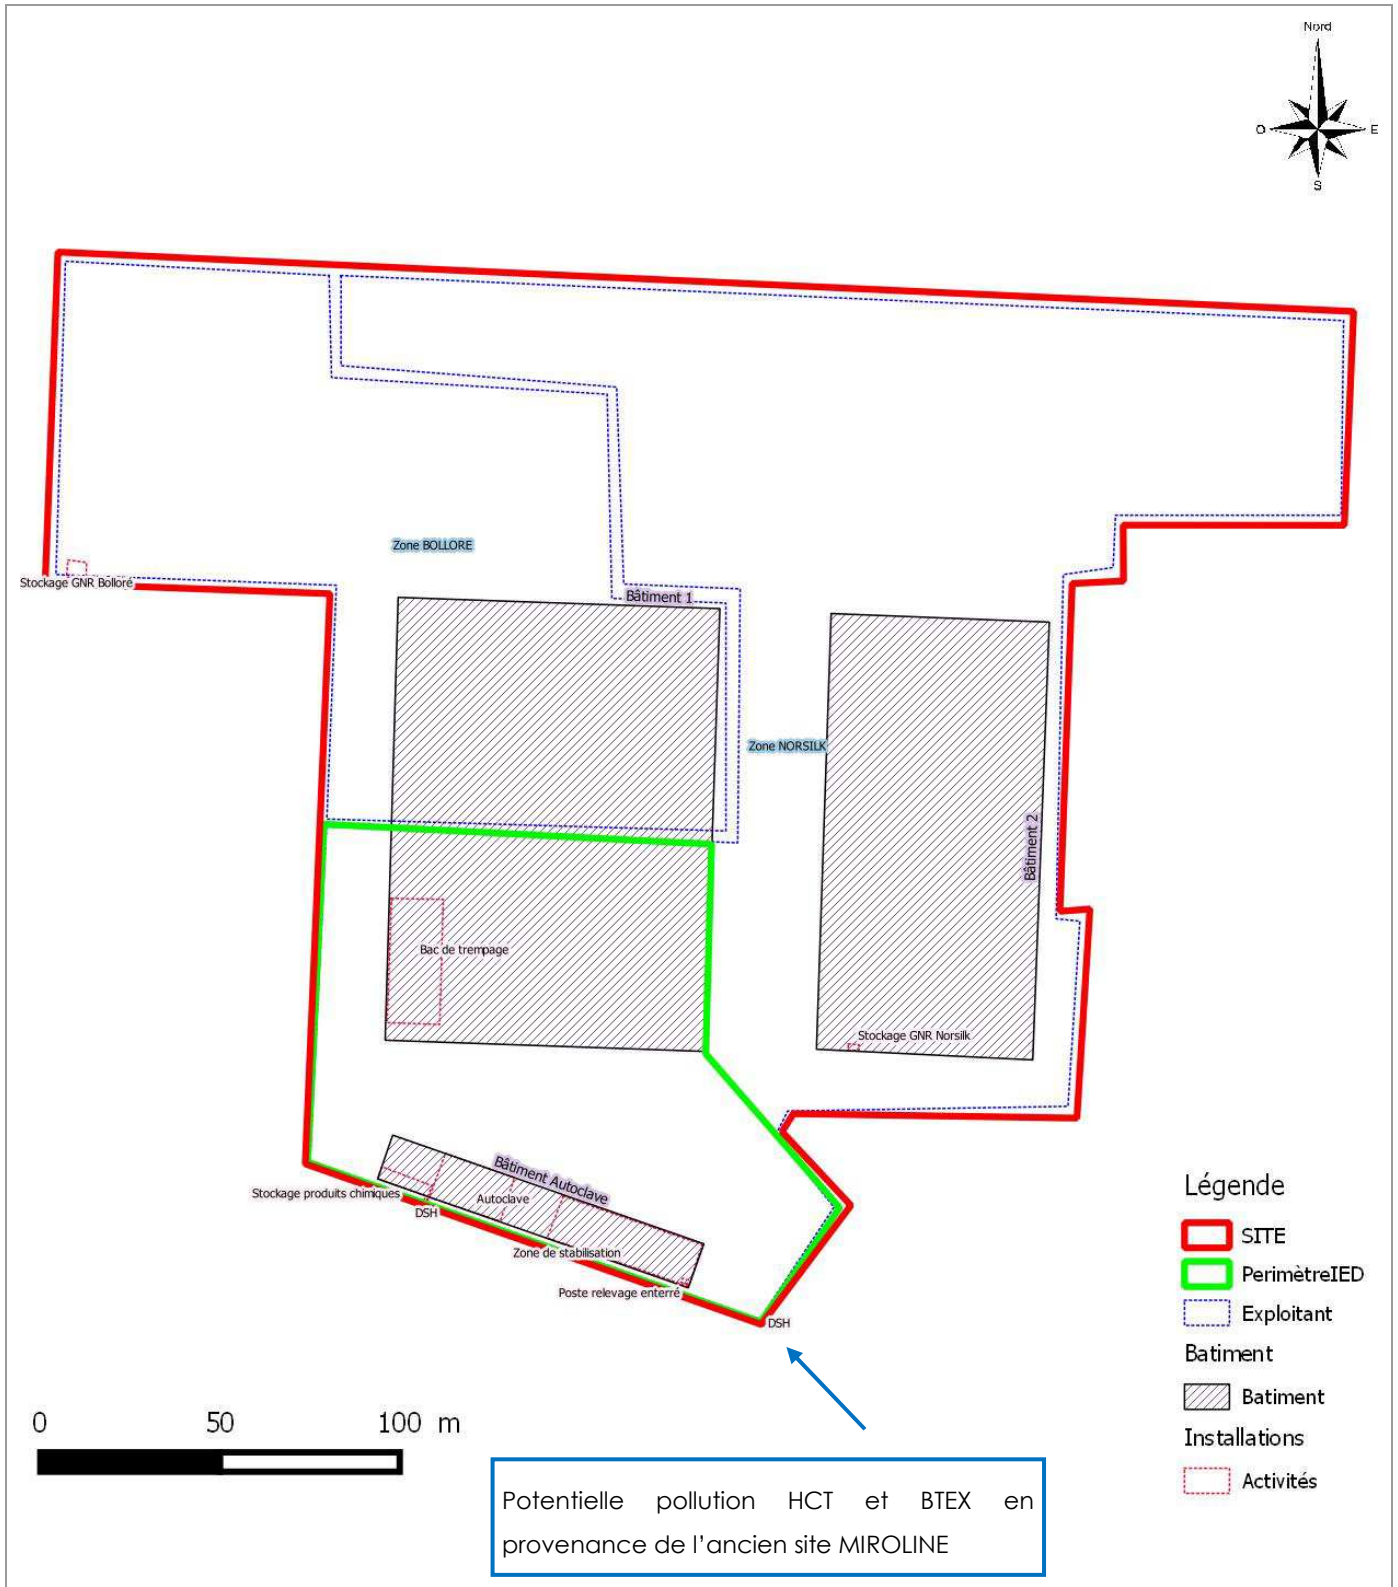 Nord
O
E
S
Zone BOLLORE
Stockage GNR Bolloré
Bâtiment 1
Zone NORSILK
Bâtiment 2
Bac de trempage
Stockage GNR Norsilk
Bâtiment Autoclave
Stockage produits chimiques
Autoclave
DSH
Zone de stabilisation
Poste relevage enterré
DSH
Légende
SITE
PerimètreIED
Exploitant
Batiment
Batiment
Installations
Activités
0 50 100 m
Potentielle pollution HCT et BTEX en
provenance de l'ancien site MIROLINE